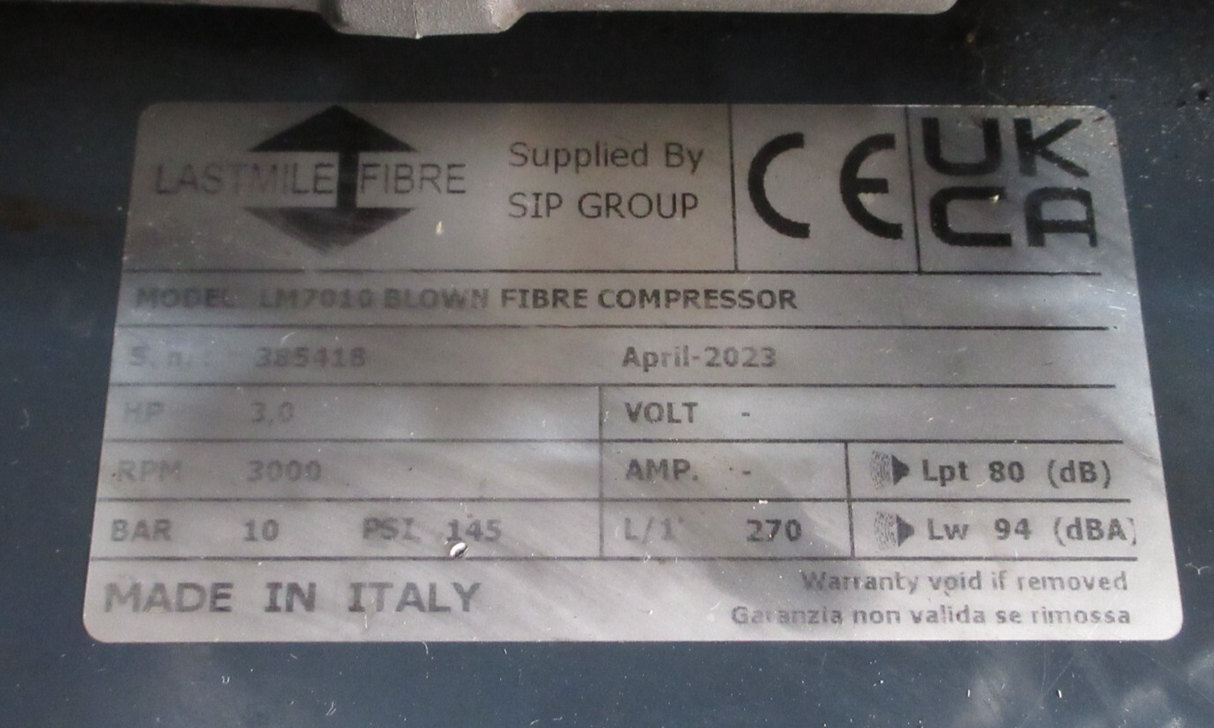 LASTMILE FIBRE
Supplied By
SIP GROUP
CE
UK
CA
MODEL LM7010 BLOWN FIBRE COMPRESSOR
S.n.: 385418 April-2023
HP 3,0 VOLT -
RPM 3000 AMP. - Lpt 80 (dB)
BAR 10 PSI 145 L/1' 270 Lw 94 (dBA)
MADE IN ITALY
Warranty void if removed
Garanzia non valida se rimossa